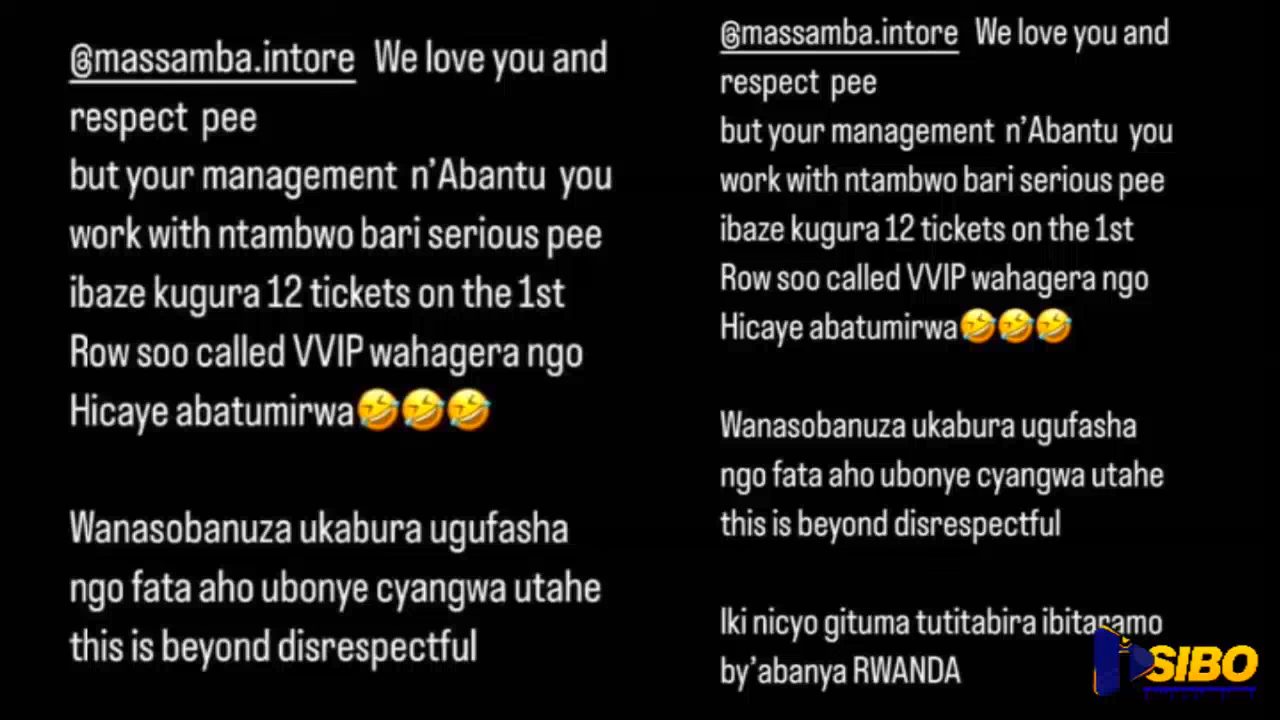 @massamba.intore We love you and
respect pee
but your management n'Abantu you
work with ntambwo bari serious pee
ibaze kugura 12 tickets on the 1st
Row soo called VVIP wahagera ngo
Hicaye abatumirwa🤣🤣🤣
Wanasobanuza ukabura ugufasha
ngo fata aho ubonye cyangwa utahe
this is beyond disrespectful
@massamba.intore We love you and
respect pee
but your management n'Abantu you
work with ntambwo bari serious pee
ibaze kugura 12 tickets on the 1st
Row soo called VVIP wahagera ngo
Hicaye abatumirwa🤣🤣🤣
Wanasobanuza ukabura ugufasha
ngo fata aho ubonye cyangwa utahe
this is beyond disrespectful
Iki nicyo gituma tutitabira ibitaramo
by'abanya RWANDA
SIBO